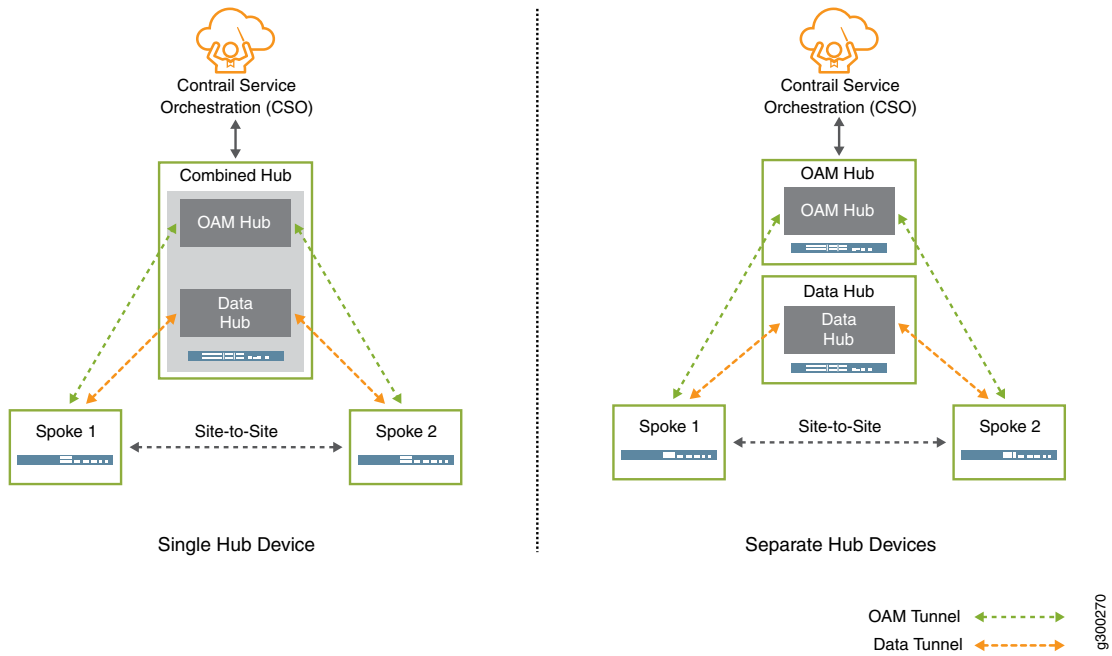 Contrail Service
Orchestration (CSO)
Combined Hub
OAM Hub
Data
Hub
Spoke 1
Site-to-Site
Spoke 2
Single Hub Device
Contrail Service
Orchestration (CSO)
OAM Hub
OAM Hub
Data Hub
Data
Hub
Spoke 1
Site-to-Site
Spoke 2
Separate Hub Devices
OAM Tunnel
Data Tunnel
g300270